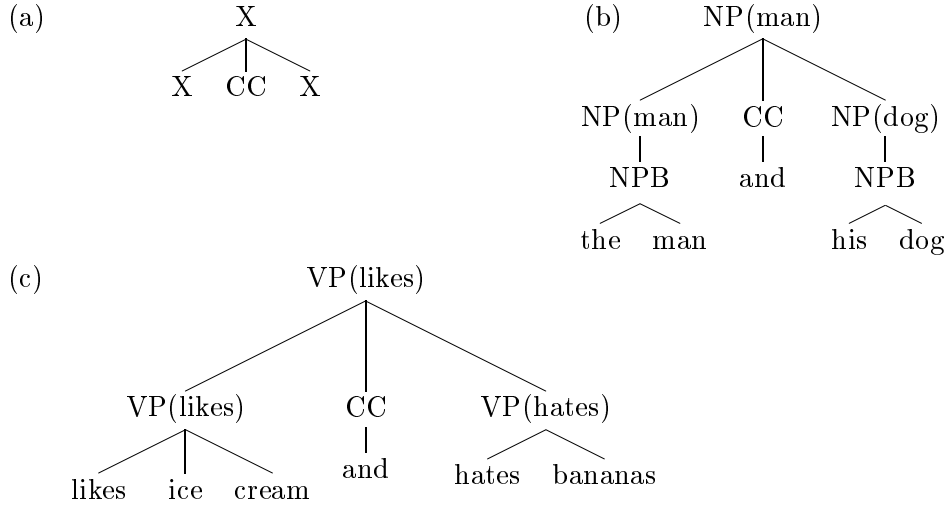 (a) X (b) NP(man)
X CC X
NP(man) CC NP(dog)
NPB and NPB
the man his dog
(c) VP(likes)
VP(likes) CC VP(hates)
and
likes ice cream hates bananas